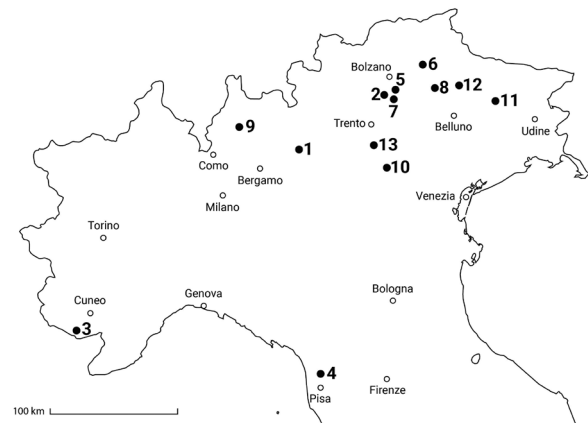 6
Bolzano
5
12
2
8
7
11
9
Trento
Belluno
Udine
13
1
Como
10
Bergamo
Milano
Venezia
Torino
Bologna
Cuneo
Genova
3
4
Pisa
Firenze
100 km